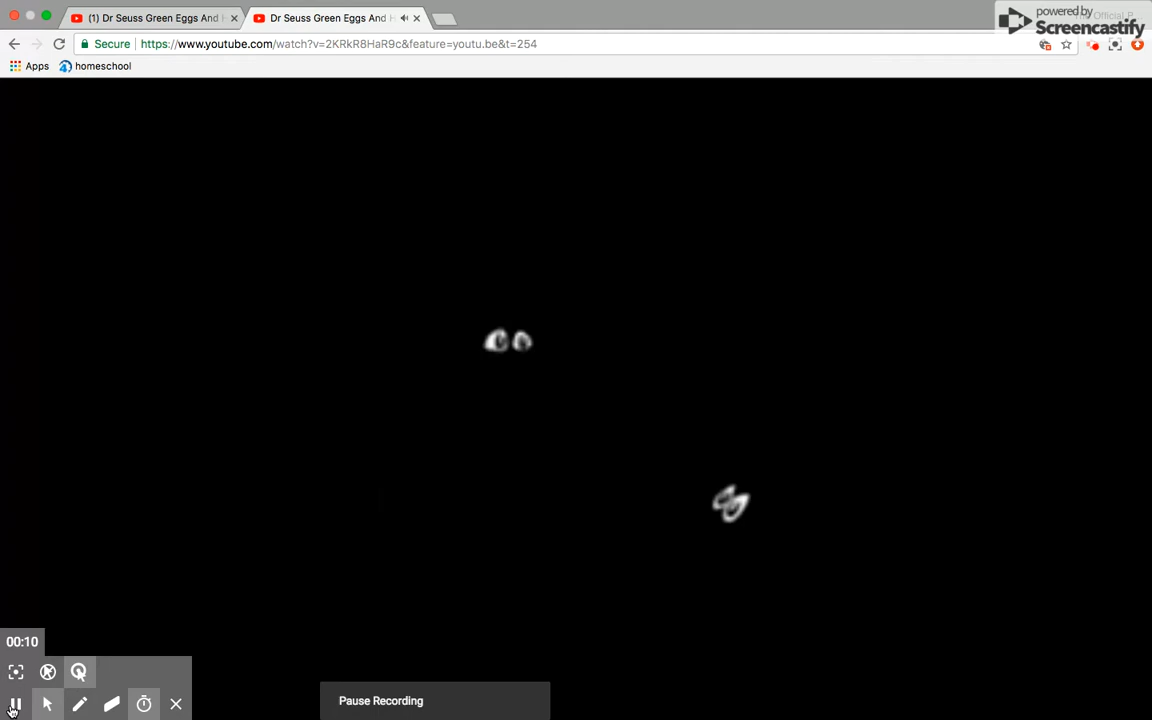 powered by
Screencastify
(1) Dr Seuss Green Eggs And
Dr Seuss Green Eggs And H
Secure
https://www.youtube.com/watch?v=2KRkR8HaR9c&feature=youtu.be&t=254
Apps
homeschool
00:10
Pause Recording